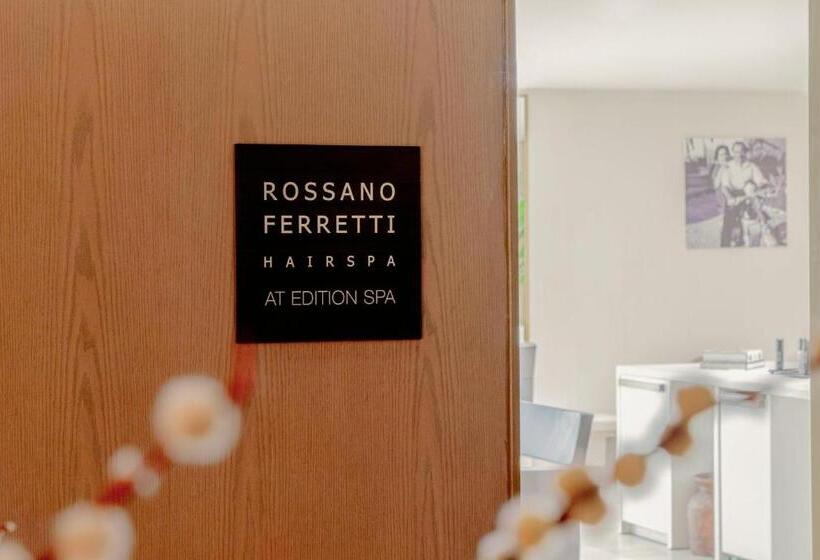 ROSSANO
FERRETTI
HAIRSPA
AT EDITION SPA